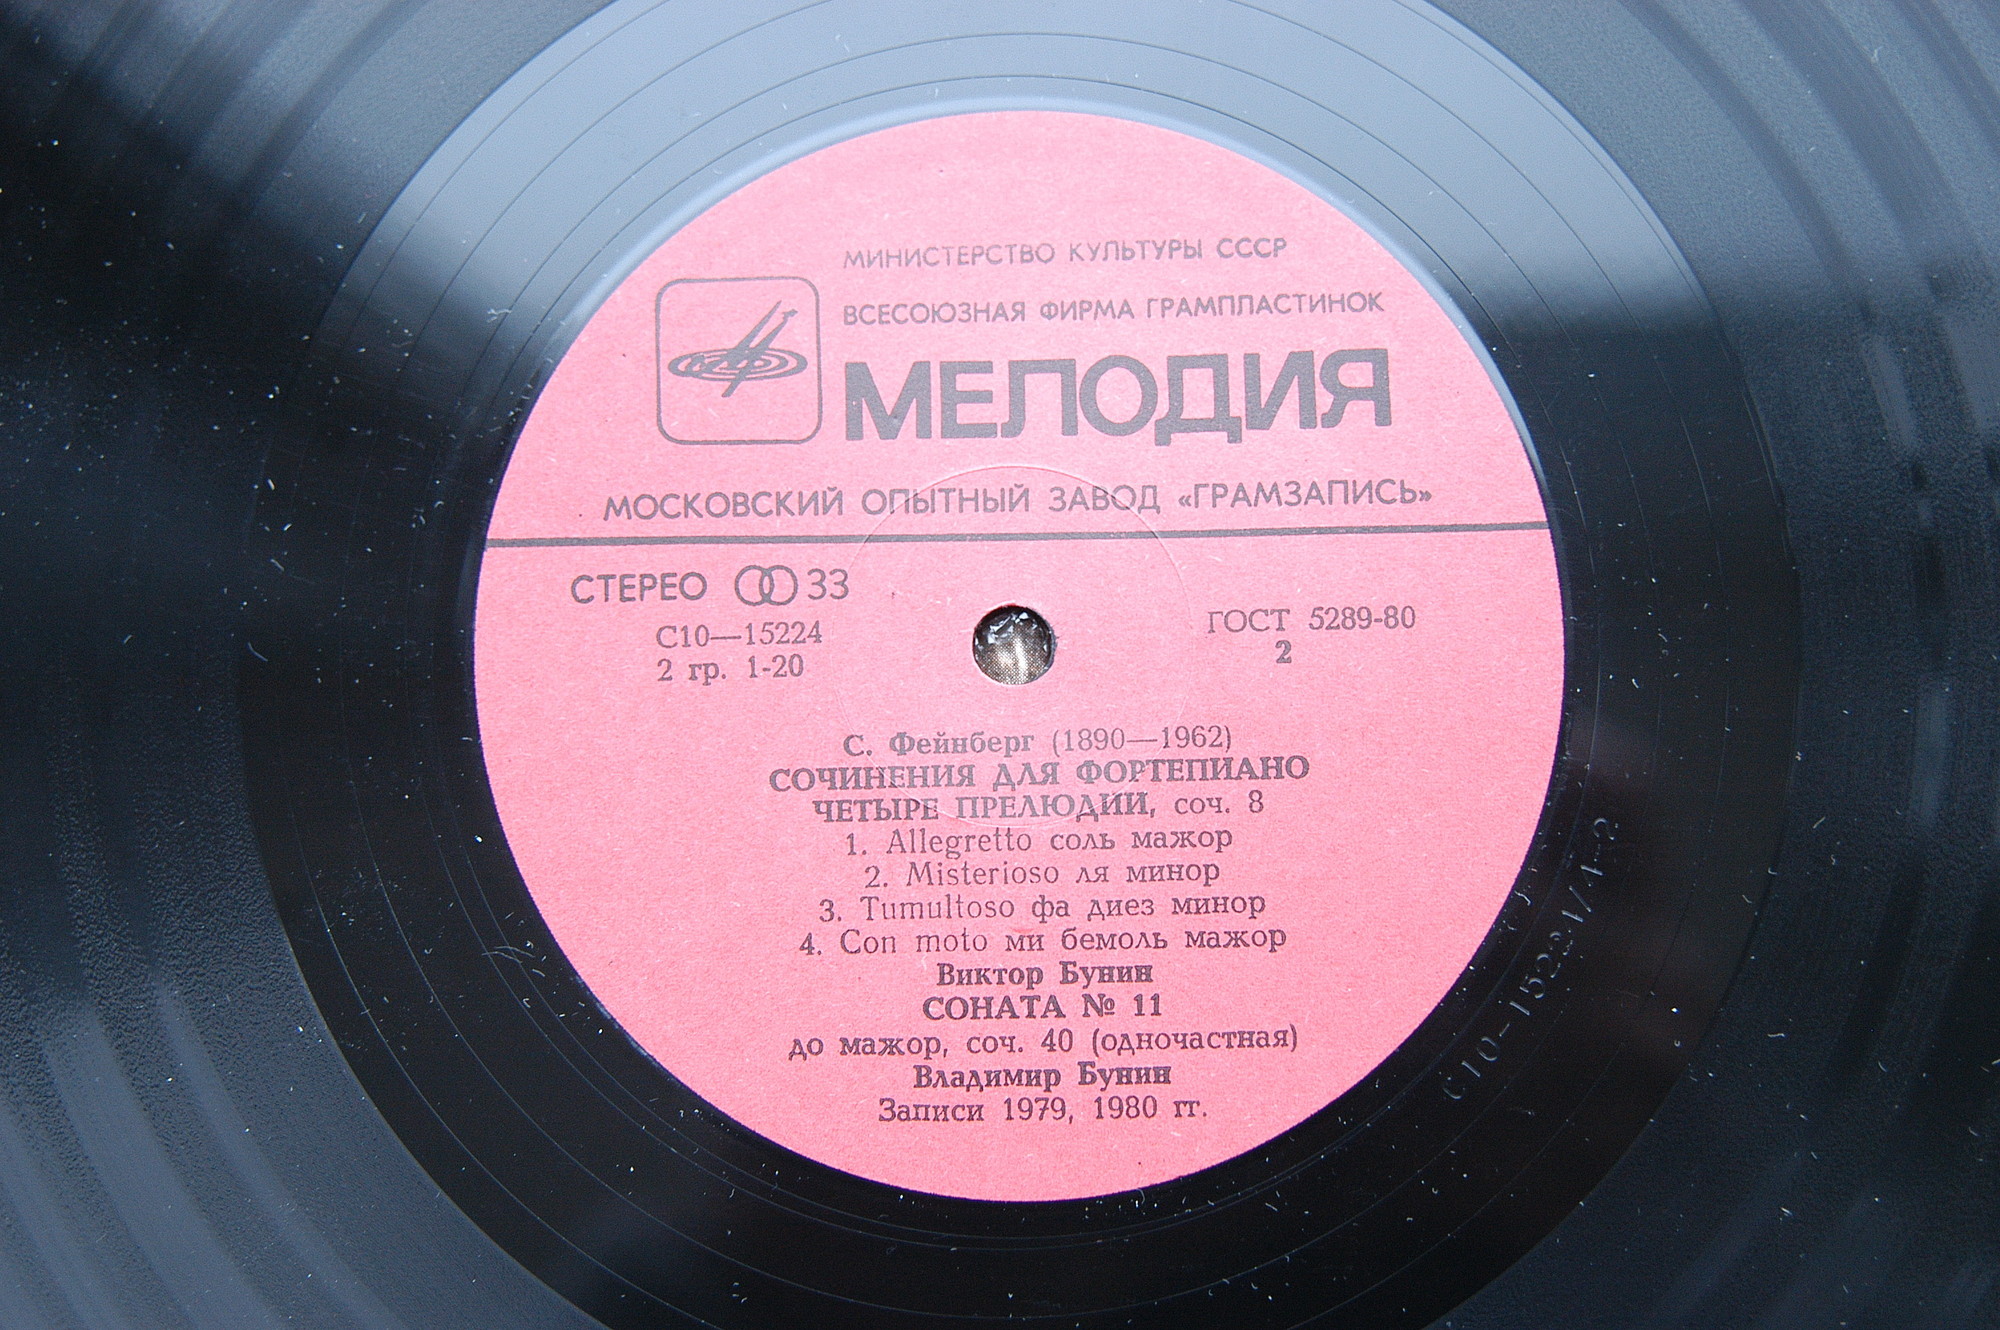 МИНИСТЕРСТВО КУЛЬТУРЫ СССР
ВСЕСОЮЗНАЯ ФИРМА ГРАМПЛАСТИНОК
МЕЛОДИЯ
МОСКОВСКИЙ ОПЫТНЫЙ ЗАВОД «ГРАМЗАПИСЬ»
СТЕРЕО 33
С10—15224
2 гр. 1-20
ГОСТ 5289-80
2
С. Фейнберг (1890—1962)
СОЧИНЕНИЯ ДЛЯ ФОРТЕПИАНО
ЧЕТЫРЕ ПРЕЛЮДИИ, соч. 8
1. Allegretto соль мажор
2. Misterioso ля минор
3. Tumultoso фа диез минор
4. Con moto ми бемоль мажор
Виктор Бунин
СОНАТА № 11
до мажор, соч. 40 (одночастная)
Владимир Бунин
Записи 1979, 1980 гг.